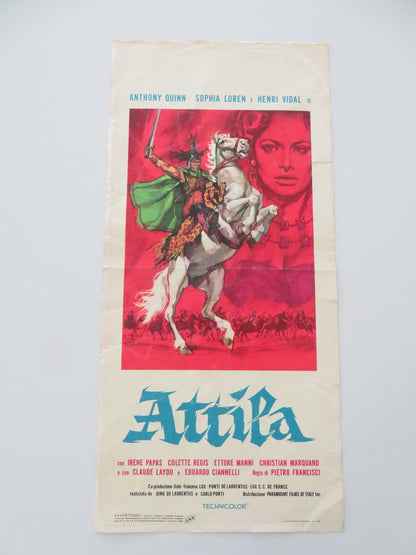 ANTHONY QUINN SOPHIA LOREN e HENRI VIDAL in
Attila
con IRENE PAPAS COLETTE REGIS ETTORE MANNI CHRISTIAN MARQUAND
e con CLAUDE LAYDU e EDUARDO CIANNELLI Regia di PIETRO FRANCISCI
Co-produzione italo-francese LUX - PONTI DE LAURENTIIS - LUX C. C. DE FRANCE
realizzata da DINO DE LAURENTIIS e CARLO PONTI Distribuzione PARAMOUNT FILMS OF ITALY Inc.
TECHNICOLOR
AVVERTENZA